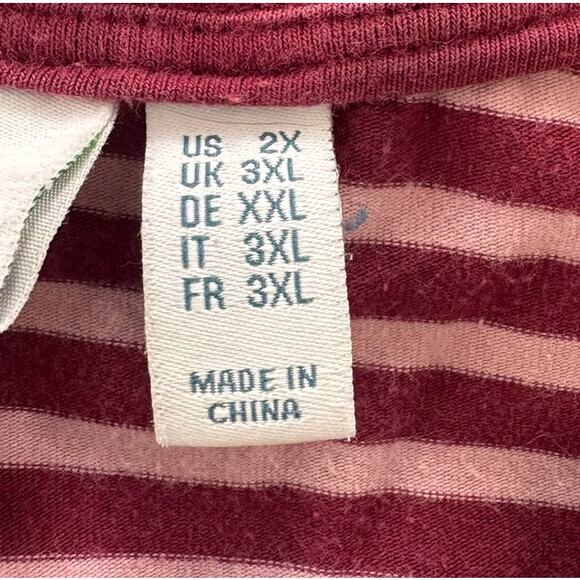 US 2X
UK 3XL
DE XXL
IT 3XL
FR 3XL
MADE IN
CHINA